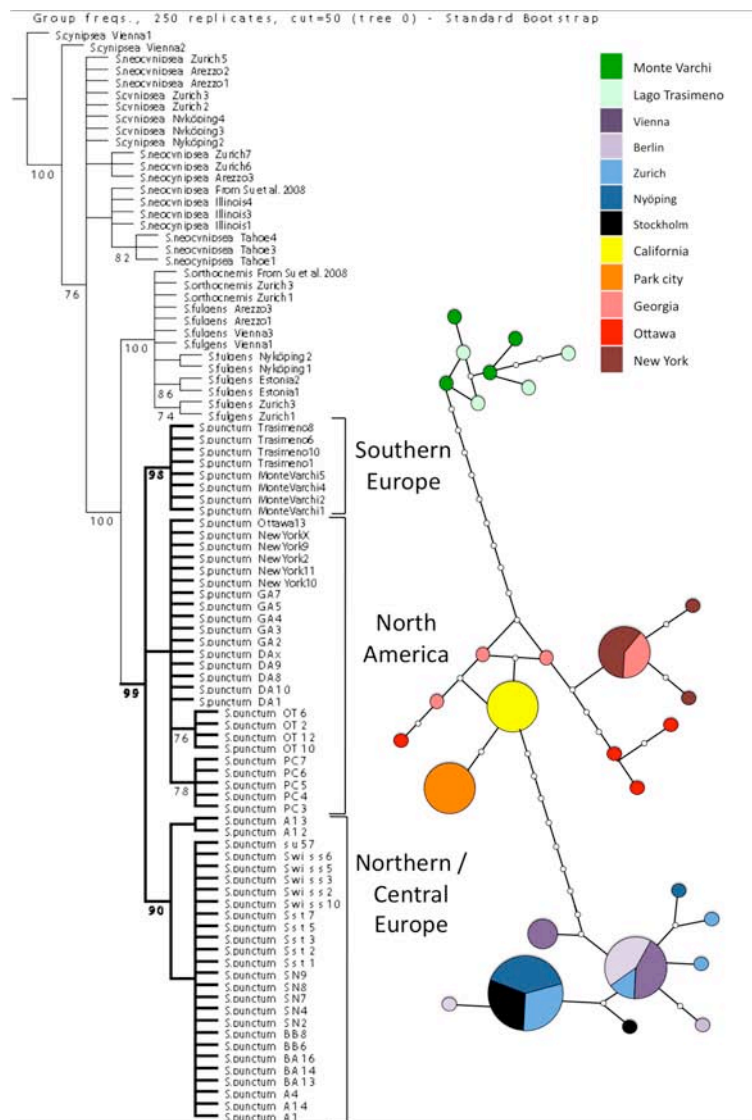 Group freqs., 250 replicates, cut=50 (tree 0) - Standard Bootstrap
S.cynipsea Vienna1
S.cynipsea Vienna2
S.neocynipsea Zurich5
S.neocynipsea Arezzo2
S.neocynipsea Arezzo1
S.cynipsea Zurich3
S.cynipsea Zurich2
S.cynipsea Nyköping4
S.cynipsea Nyköping3
S.cynipsea Nyköping2
S.neocynipsea Zurich7
S.neocynipsea Zurich6
S.neocynipsea Arezzo3
100
S.neocynipsea From Su et al. 2008
S.neocynipsea Illinois4
S.neocynipsea Illinois3
S.neocynipsea Illinois1
S.neocynipsea Tahoe4
S.neocynipsea Tahoe3
82
S.neocynipsea Tahoe1
S.orthocnemis From Su et al. 2008
S.orthocnemis Zurich3
76
S.orthocnemis Zurich1
S.fulgens Arezzo3
S.fulgens Arezzo1
S.fulgens Vienna3
S.fulgens Vienna1
100
S.fulgens Nyköping2
S.fulgens Nyköping1
S.fulgens Estonia2
86
S.fulgens Estonia1
S.fulgens Zurich3
74
S.fulgens Zurich1
S.punctum Trasimeno8
S.punctum Trasimeno6
S.punctum Trasimeno10
S.punctum Trasimeno1
98
S.punctum MonteVarchi5
S.punctum MonteVarchi4
S.punctum MonteVarchi2
S.punctum MonteVarchi1
100
S.punctum Ottawa13
S.punctum NewYorkX
S.punctum NewYork9
S.punctum NewYork2
S.punctum NewYork11
S.punctum NewYork10
S.punctum GA7
S.punctum GA5
S.punctum GA4
S.punctum GA3
S.punctum GA2
S.punctum DAx
S.punctum DA9
S.punctum DA8
S.punctum DA10
S.punctum DA1
99
S.punctum OT6
S.punctum OT2
S.punctum OT12
76
S.punctum OT10
S.punctum PC7
S.punctum PC6
S.punctum PC5
78
S.punctum PC4
S.punctum PC3
S.punctum A13
S.punctum A12
S.punctum su57
S.punctum Swiss6
S.punctum Swiss5
S.punctum Swiss3
S.punctum Swiss2
S.punctum Swiss10
90
S.punctum Sst7
S.punctum Sst5
S.punctum Sst3
S.punctum Sst2
S.punctum Sst1
S.punctum SN9
S.punctum SN8
S.punctum SN7
S.punctum SN4
S.punctum SN2
S.punctum BB8
S.punctum BB6
S.punctum BA16
S.punctum BA14
S.punctum BA13
S.punctum A4
S.punctum A14
S.punctum A1
Southern
Europe
North
America
Northern /
Central
Europe
Monte Varchi
Lago Trasimeno
Vienna
Berlin
Zurich
Nyöping
Stockholm
California
Park city
Georgia
Ottawa
New York